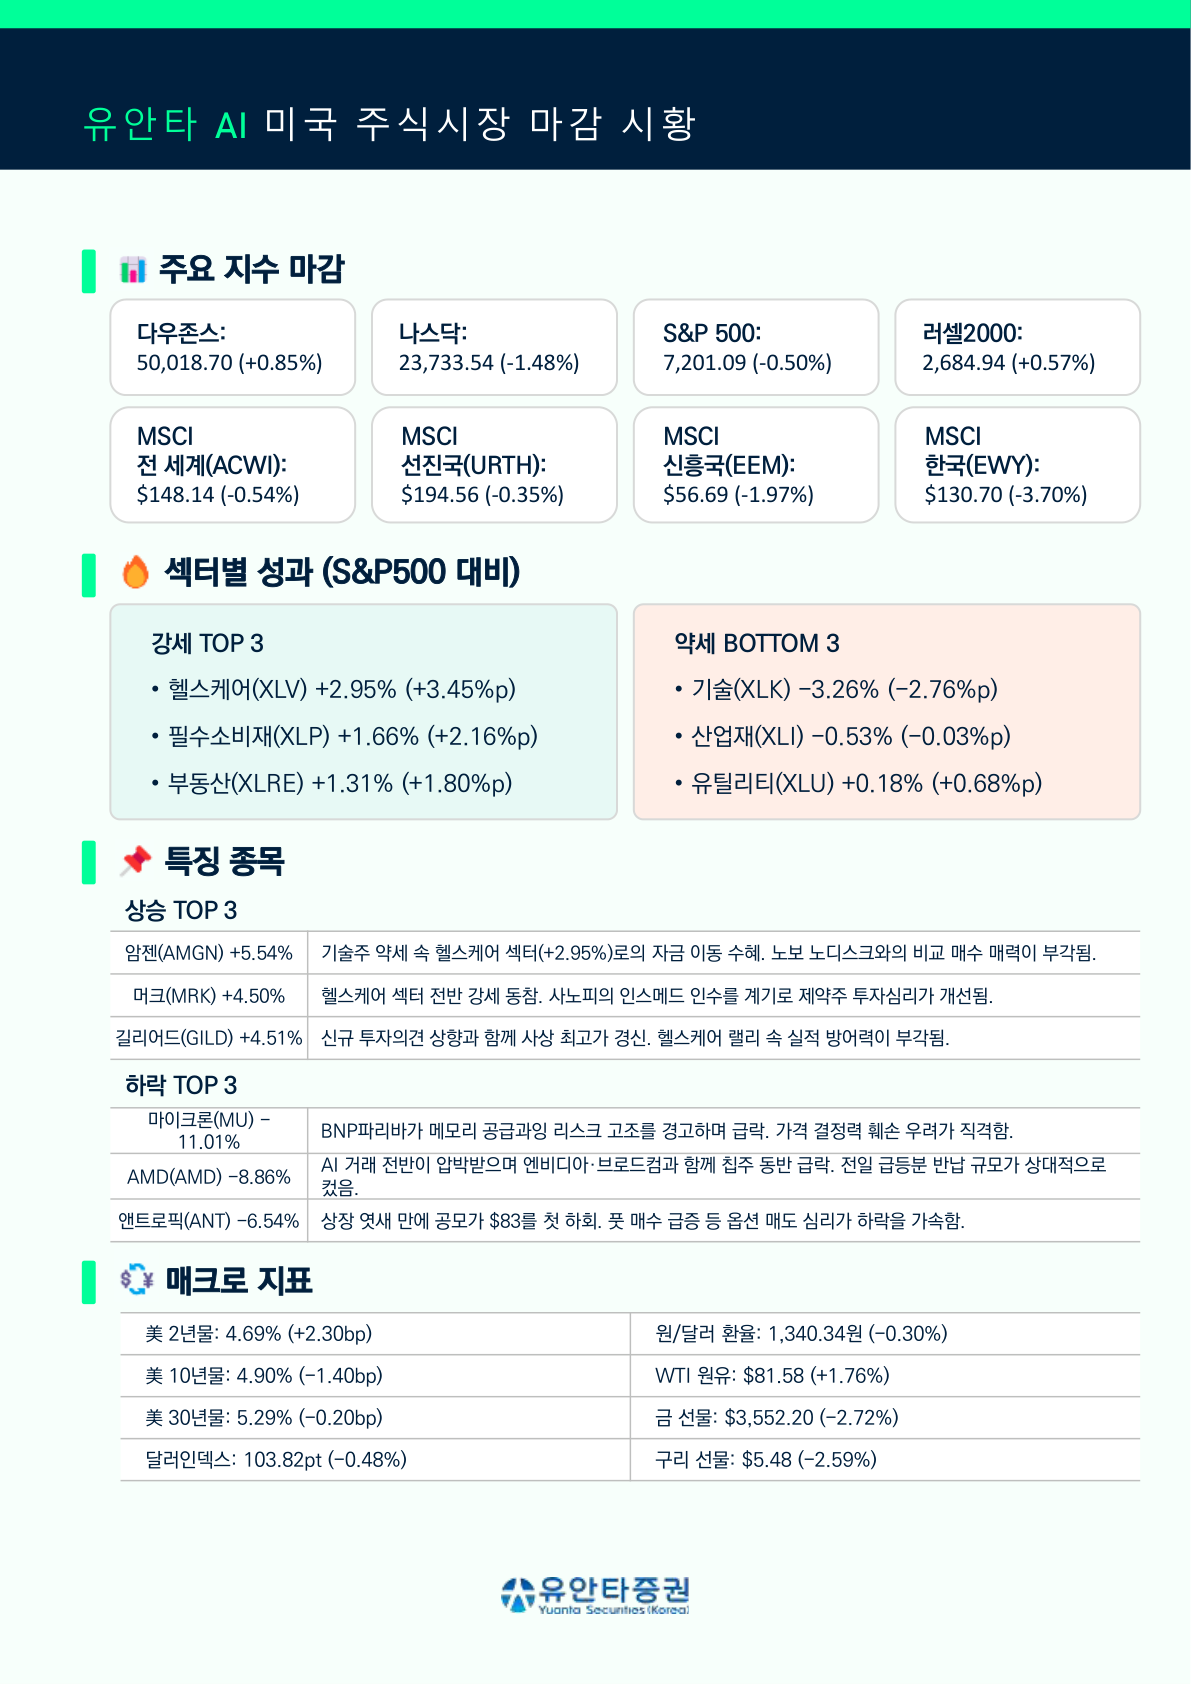 유안타 AI 미국 주식시장 마감 시황
주요 지수 마감
다우존스:
50,018.70 (+0.85%)
나스닥:
23,733.54 (-1.48%)
S&P 500:
7,201.09 (-0.50%)
러셀2000:
2,684.94 (+0.57%)
MSCI
전 세계(ACWI):
$148.14 (-0.54%)
MSCI
선진국(URTH):
$194.56 (-0.35%)
MSCI
신흥국(EEM):
$56.69 (-1.97%)
MSCI
한국(EWY):
$130.70 (-3.70%)
섹터별 성과 (S&P500 대비)
강세 TOP 3
• 헬스케어(XLV) +2.95% (+3.45%p)
• 필수소비재(XLP) +1.66% (+2.16%p)
• 부동산(XLRE) +1.31% (+1.80%p)
약세 BOTTOM 3
• 기술(XLK) −3.26% (−2.76%p)
• 산업재(XLI) −0.53% (−0.03%p)
• 유틸리티(XLU) +0.18% (+0.68%p)
특징 종목
상승 TOP 3
암젠(AMGN) +5.54%
기술주 약세 속 헬스케어 섹터(+2.95%)로의 자금 이동 수혜. 노보 노디스크와의 비교 매수 매력이 부각됨.
머크(MRK) +4.50%
헬스케어 섹터 전반 강세 동참. 사노피의 인스메드 인수를 계기로 제약주 투자심리가 개선됨.
길리어드(GILD) +4.51%
신규 투자의견 상향과 함께 사상 최고가 경신. 헬스케어 랠리 속 실적 방어력이 부각됨.
하락 TOP 3
마이크론(MU) −
11.01%
BNP파리바가 메모리 공급과잉 리스크 고조를 경고하며 급락. 가격 결정력 훼손 우려가 직격함.
AMD(AMD) −8.86%
AI 거래 전반이 압박받으며 엔비디아·브로드컴과 함께 칩주 동반 급락. 전일 급등분 반납 규모가 상대적으로
컸음.
앤트로픽(ANT) −6.54%
상장 엿새 만에 공모가 $83를 첫 하회. 풋 매수 급증 등 옵션 매도 심리가 하락을 가속함.
매크로 지표
美 2년물: 4.69% (+2.30bp)
원/달러 환율: 1,340.34원 (−0.30%)
美 10년물: 4.90% (−1.40bp)
WTI 원유: $81.58 (+1.76%)
美 30년물: 5.29% (−0.20bp)
금 선물: $3,552.20 (−2.72%)
달러인덱스: 103.82pt (−0.48%)
구리 선물: $5.48 (−2.59%)
유안타증권
Yuanta Securities (Korea)